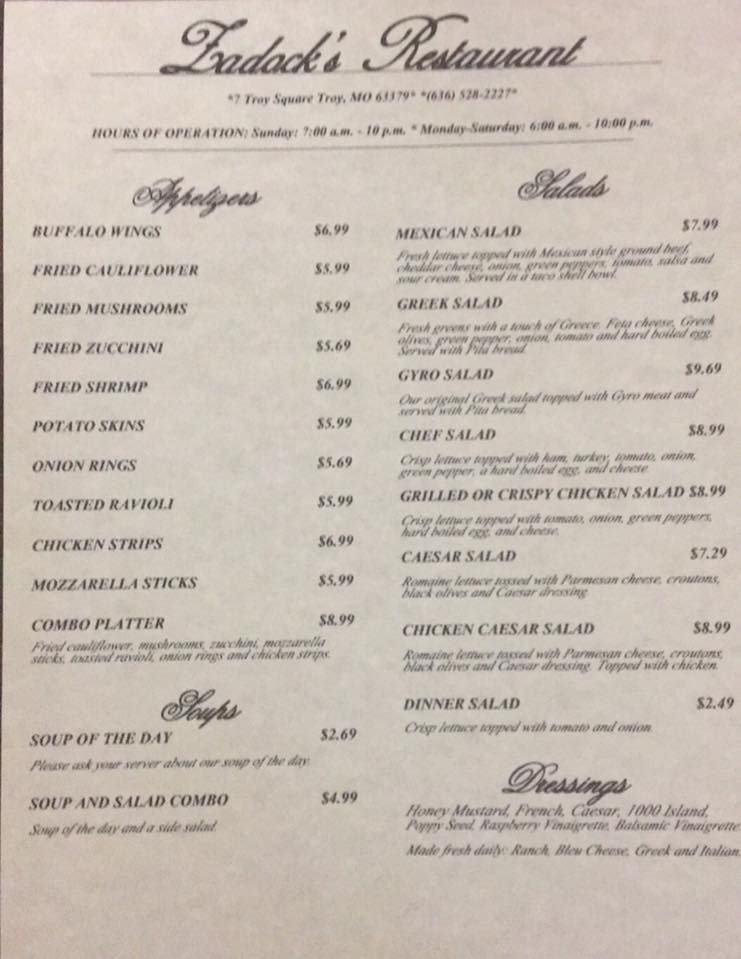 Zadock's Restaurant
*7 Troy Square Troy, MO 63379* *(636) 528-2227*
HOURS OF OPERATION: Sunday: 7:00 a.m. - 10 p.m. * Monday-Saturday: 6:00 a.m. - 10:00 p.m.
Appetizers
BUFFALO WINGS $6.99
FRIED CAULIFLOWER $5.99
FRIED MUSHROOMS $5.99
FRIED ZUCCHINI $5.69
FRIED SHRIMP $6.99
POTATO SKINS $5.99
ONION RINGS $5.69
TOASTED RAVIOLI $5.99
CHICKEN STRIPS $6.99
MOZZARELLA STICKS $5.99
COMBO PLATTER $8.99
Fried cauliflower, mushrooms, zucchini, mozzarella
sticks, toasted ravioli, onion rings and chicken strips.
Soups
SOUP OF THE DAY $2.69
Please ask your server about our soup of the day.
SOUP AND SALAD COMBO $4.99
Soup of the day and a side salad.
Salads
MEXICAN SALAD $7.99
Fresh lettuce topped with Mexican style ground beef,
cheddar cheese, onion, green peppers, tomato, salsa and
sour cream. Served in a taco shell bowl.
GREEK SALAD $8.49
Fresh greens with a touch of Greece. Feta cheese, Greek
olives, green pepper, onion, tomato and hard boiled egg.
Served with Pita bread.
GYRO SALAD $9.69
Our original Greek salad topped with Gyro meat and
served with Pita bread.
CHEF SALAD $8.99
Crisp lettuce topped with ham, turkey, tomato, onion,
green pepper, a hard boiled egg, and cheese.
GRILLED OR CRISPY CHICKEN SALAD $8.99
Crisp lettuce topped with tomato, onion, green peppers,
hard boiled egg, and cheese.
CAESAR SALAD $7.29
Romaine lettuce tossed with Parmesan cheese, croutons,
black olives and Caesar dressing.
CHICKEN CAESAR SALAD $8.99
Romaine lettuce tossed with Parmesan cheese, croutons,
black olives and Caesar dressing. Topped with chicken.
DINNER SALAD $2.49
Crisp lettuce topped with tomato and onion.
Dressings
Honey Mustard, French, Caesar, 1000 Island,
Poppy Seed, Raspberry Vinaigrette, Balsamic Vinaigrette
Made fresh daily: Ranch, Bleu Cheese, Greek and Italian.